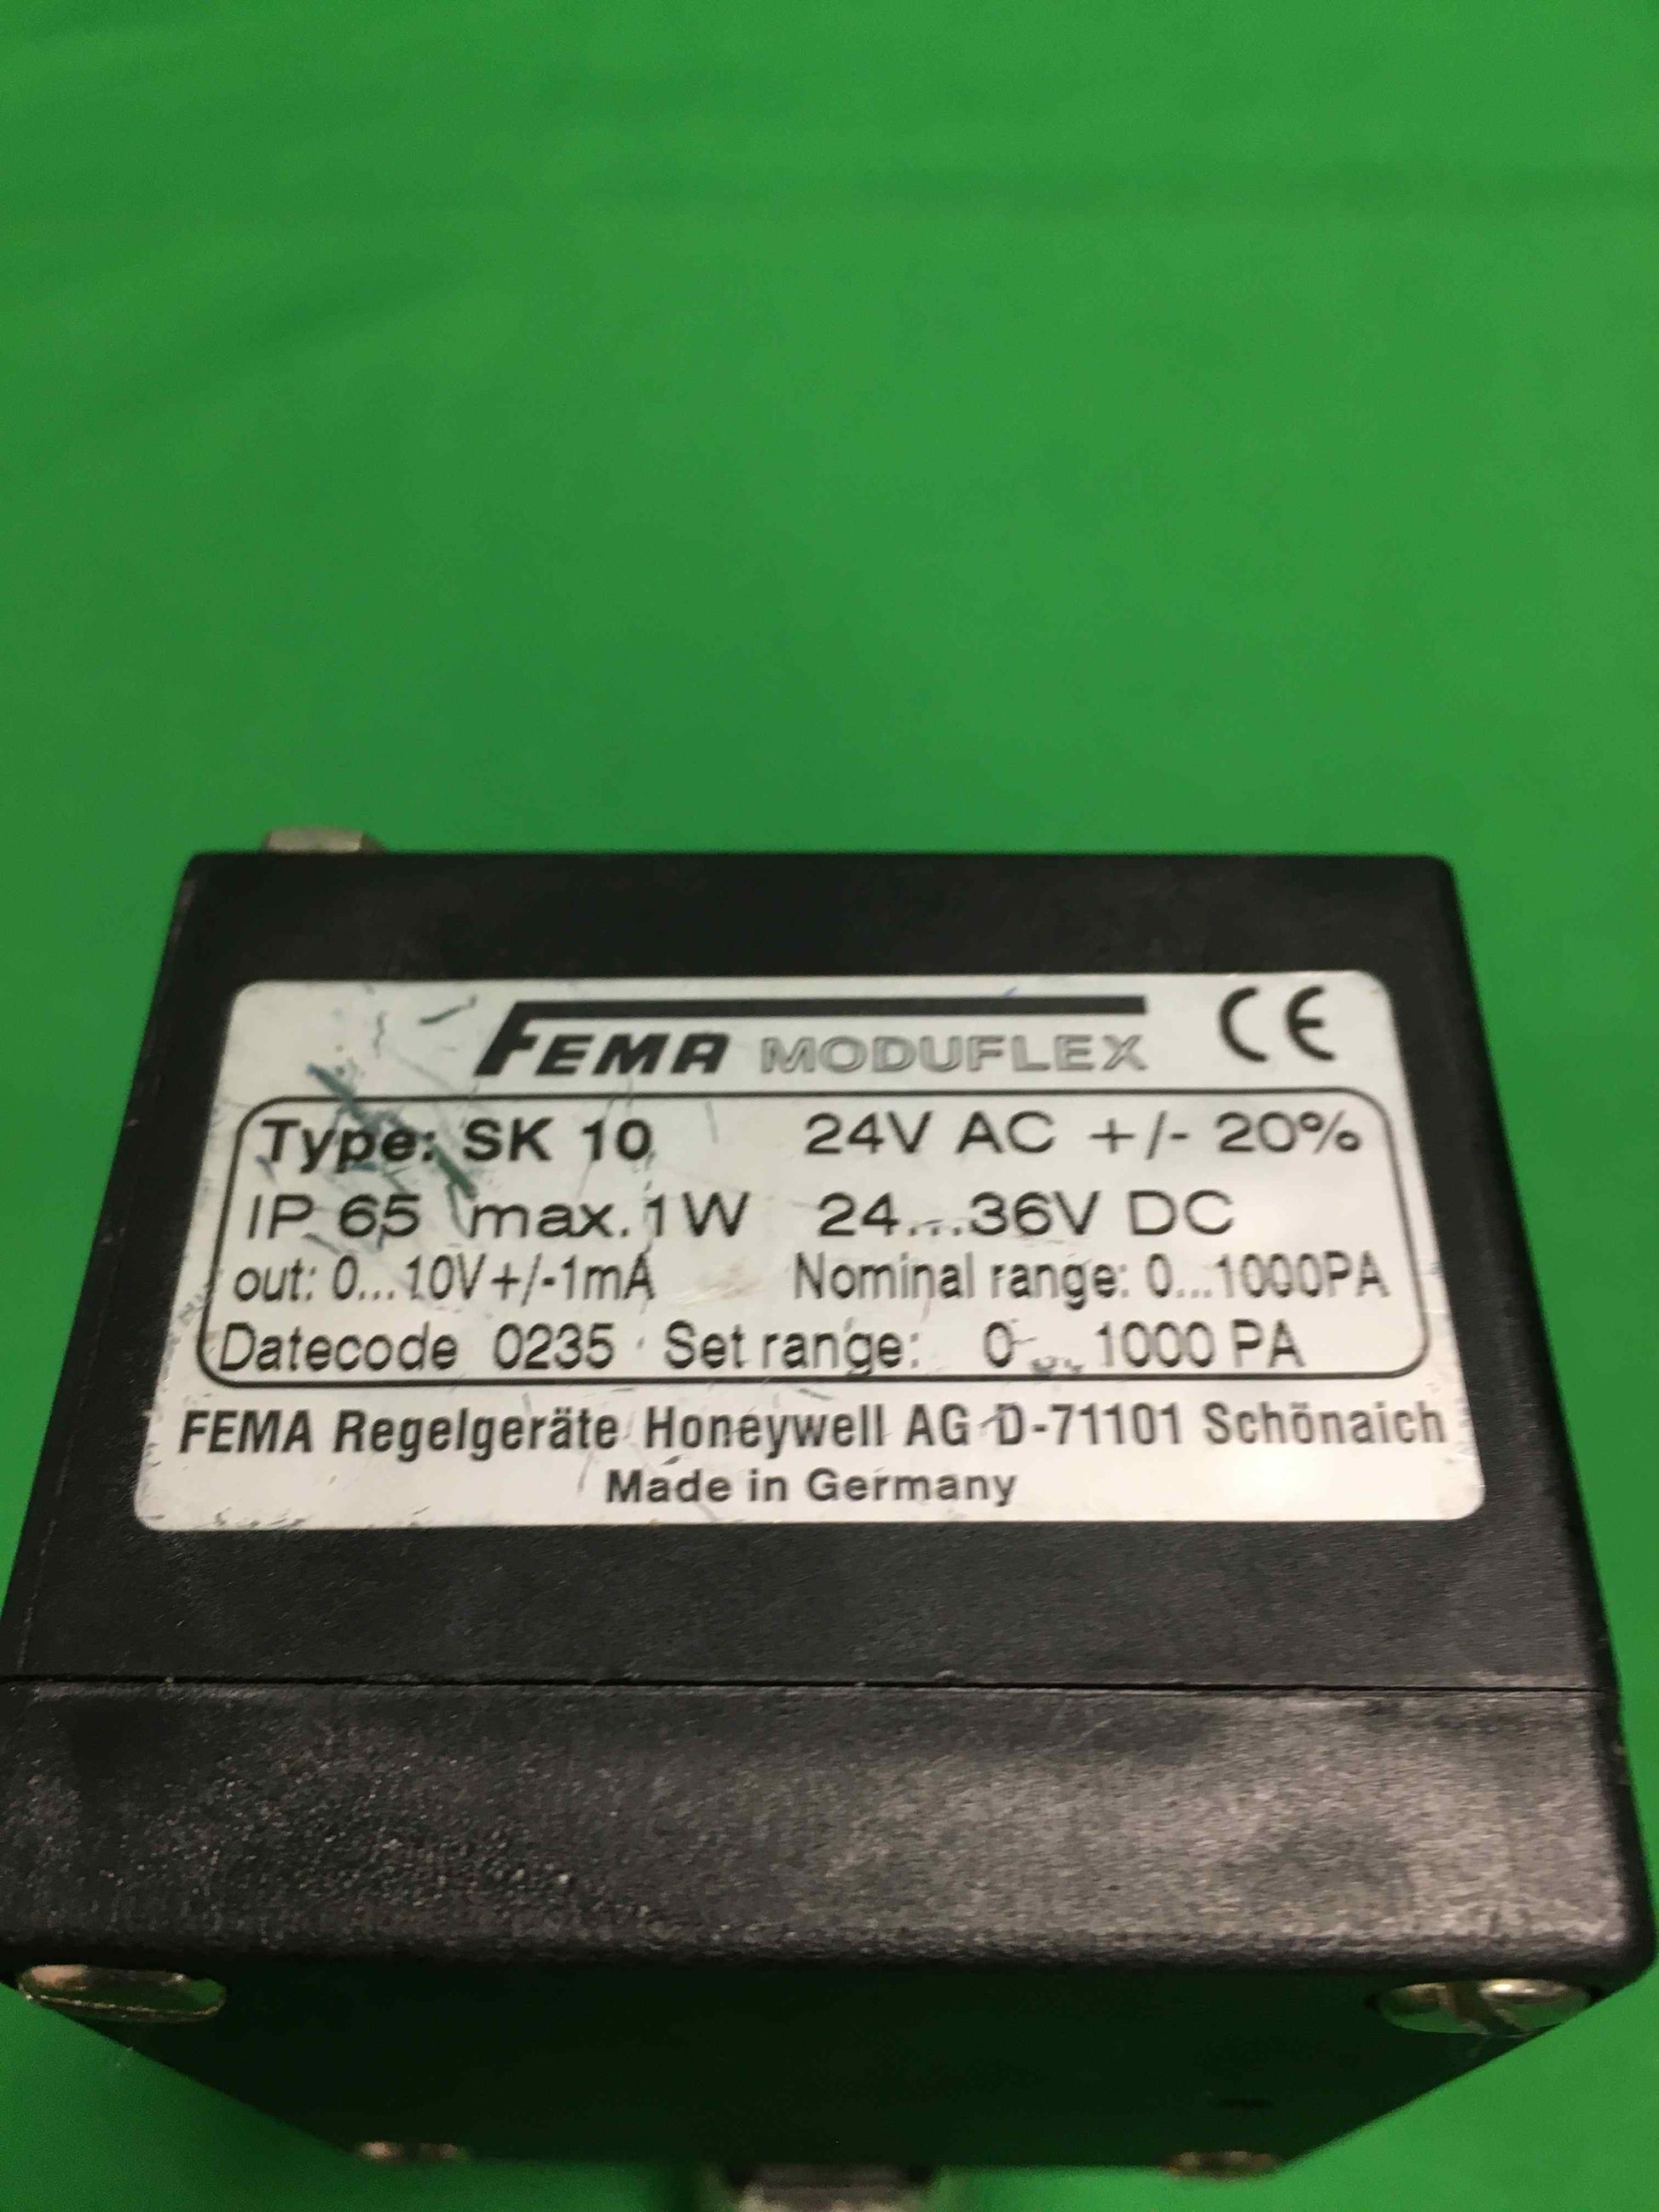 FEMA MODUFLEX CE
Type: SK 10 24V AC +/- 20%
IP 65 max. 1W 24...36V DC
out: 0...10V+/-1mA Nominal range: 0...1000PA
Datecode 0235 Set range: 0 ... 1000 PA
FEMA Regelgeräte Honeywell AG D-71101 Schönaich
Made in Germany